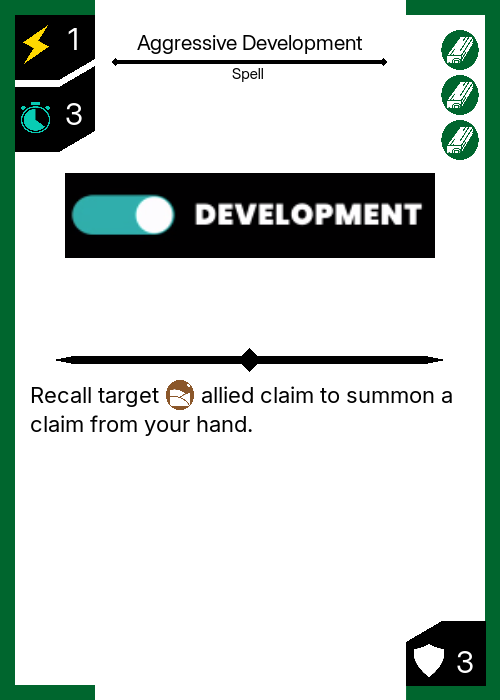 1
Aggressive Development
Spell
3
DEVELOPMENT
Recall target allied claim to summon a
claim from your hand.
3